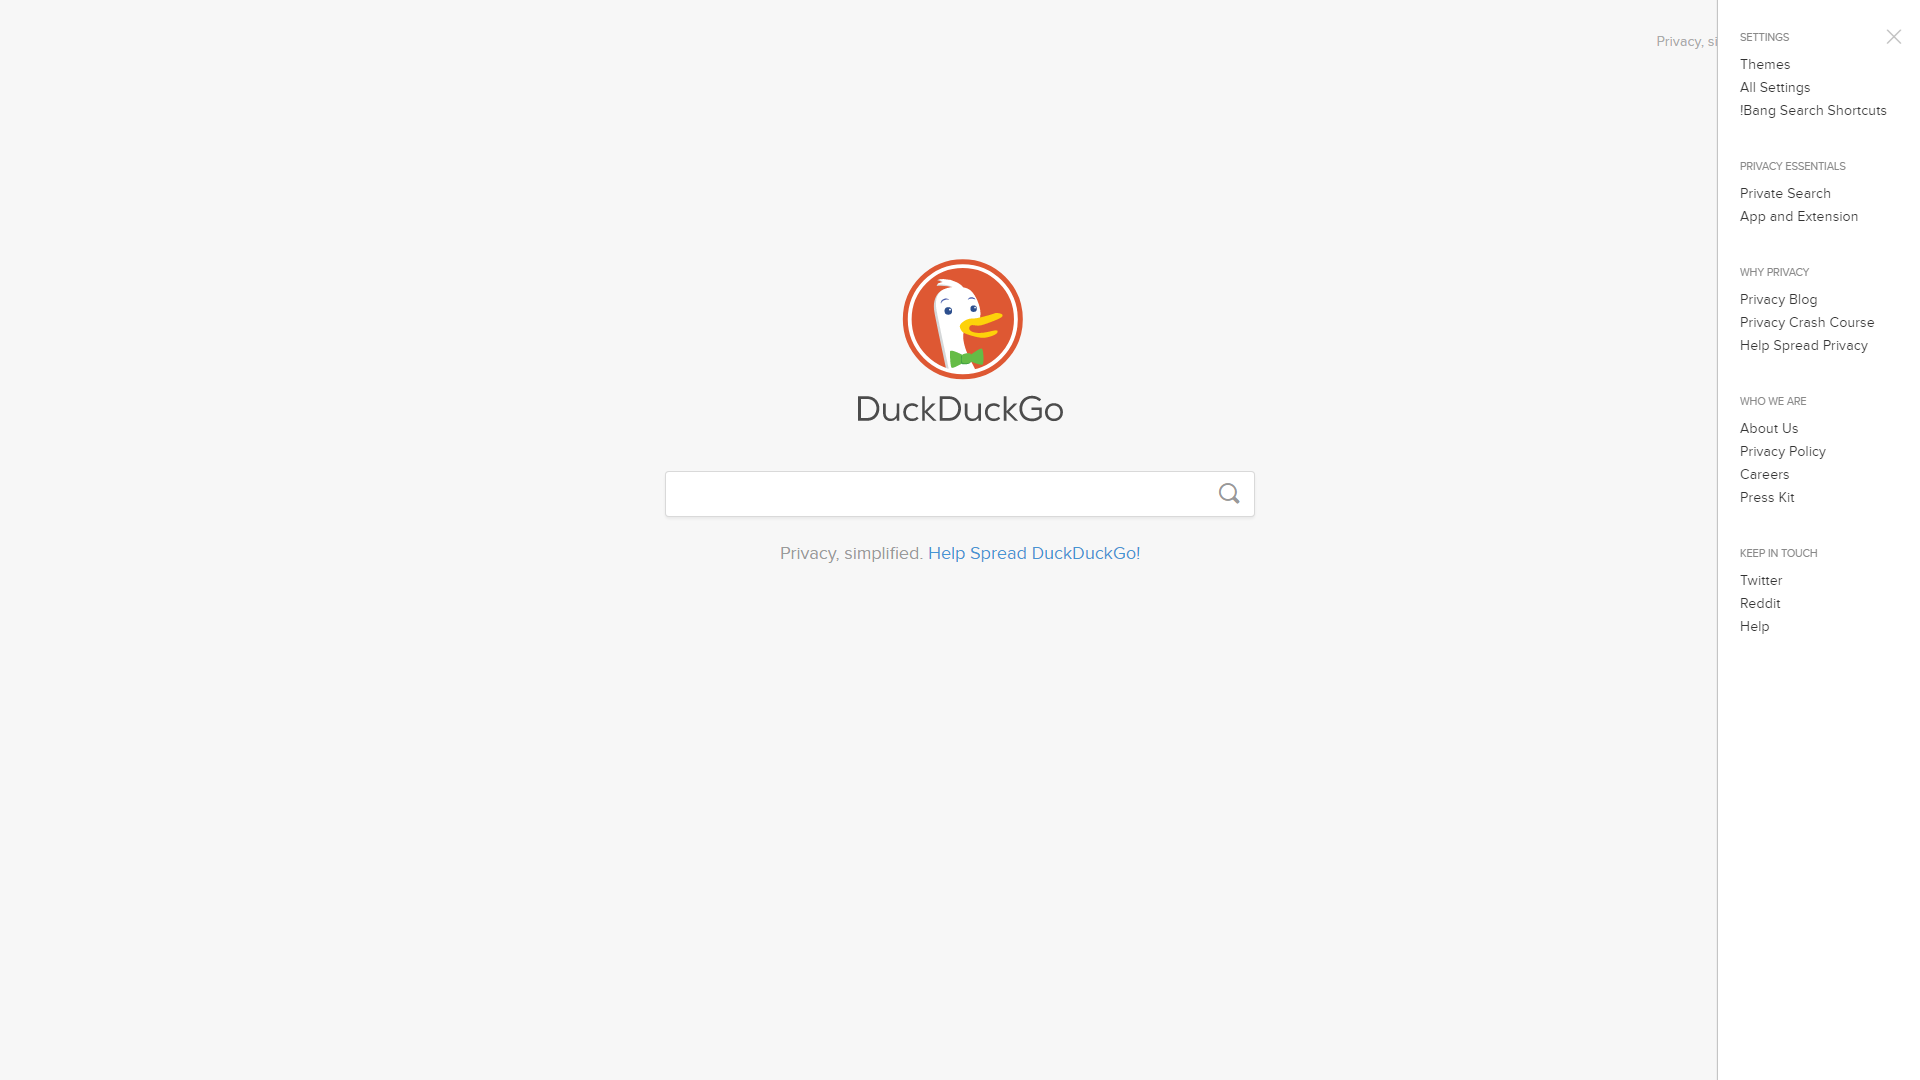 Privacy, si
SETTINGS
Themes
All Settings
!Bang Search Shortcuts
PRIVACY ESSENTIALS
Private Search
App and Extension
WHY PRIVACY
Privacy Blog
Privacy Crash Course
Help Spread Privacy
WHO WE ARE
About Us
Privacy Policy
Careers
Press Kit
KEEP IN TOUCH
Twitter
Reddit
Help
DuckDuckGo
Privacy, simplified. Help Spread DuckDuckGo!